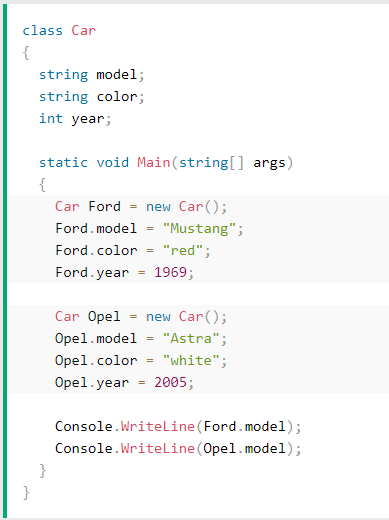 class Car
{
  string model;
  string color;
  int year;

  static void Main(string[] args)
  {
    Car Ford = new Car();
    Ford.model = "Mustang";
    Ford.color = "red";
    Ford.year = 1969;

    Car Opel = new Car();
    Opel.model = "Astra";
    Opel.color = "white";
    Opel.year = 2005;

    Console.WriteLine(Ford.model);
    Console.WriteLine(Opel.model);
  }
}